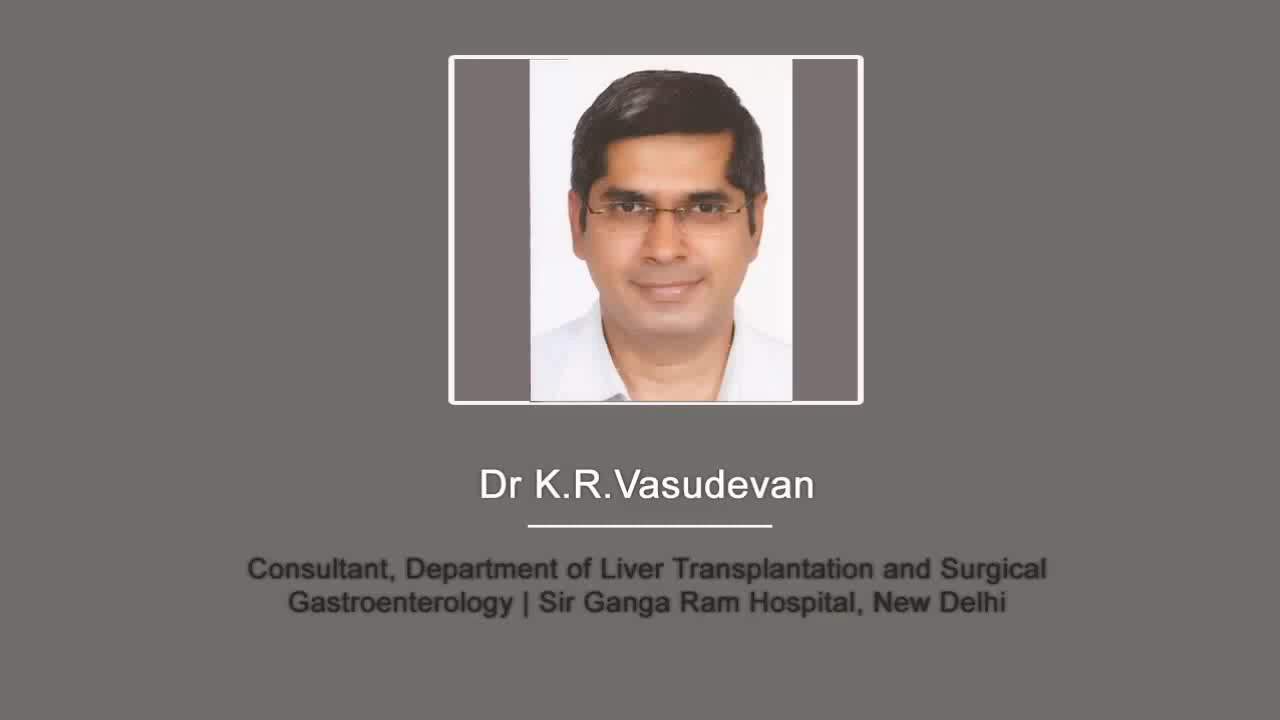 Dr K.R.Vasudevan
Consultant, Department of Liver Transplantation and Surgical
Gastroenterology | Sir Ganga Ram Hospital, New Delhi